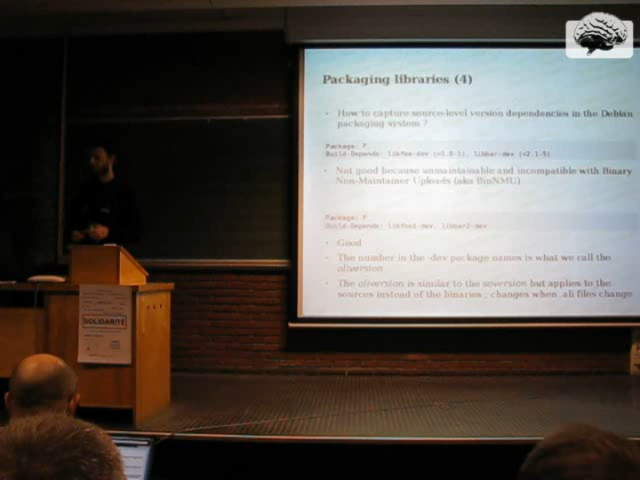 Packaging libraries (4)
How to capture source-level version dependencies in the Debian
packaging system ?
Package: F
Build-Depends: libfoo-dev (=1.0-1), libbar-dev (=2.1-5)
Not good because unmaintainable and incompatible with Binary
Non-Maintainer Uploads (aka BinNMU)
Package: F
Build-Depends: libfoo1-dev, libbar2-dev
Good
The number in the -dev package names is what we call the
aliversion
The aliversion is similar to the soversion but applies to the
sources instead of the binaries ; changes when .ali files change
SOLIDARITÉ